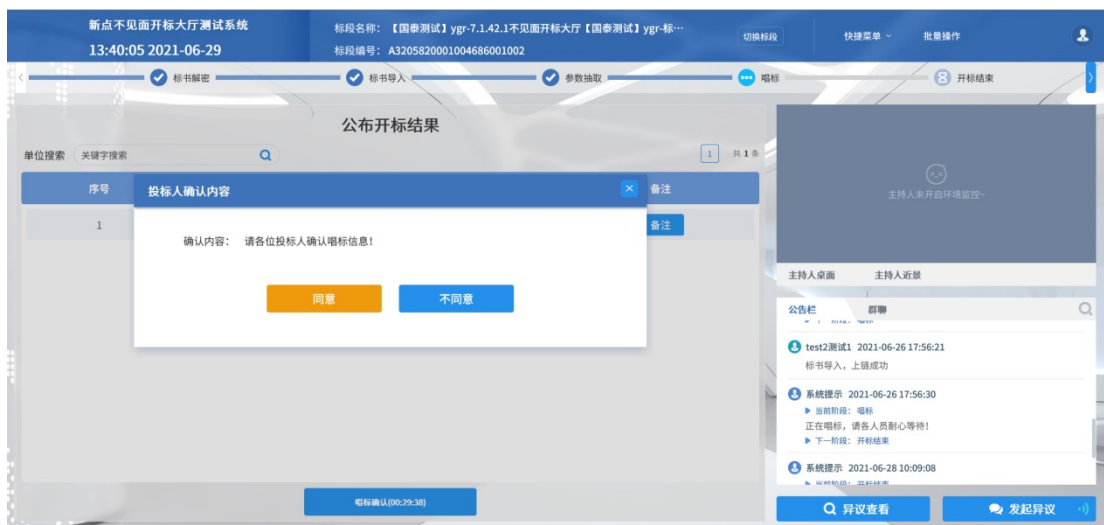 新点不见面开标大厅测试系统
13:40:05 2021-06-29
标段名称： 【国泰测试】ygr-7.1.42.1不见面开标大厅【国泰测试】ygr-标…
标段编号： A3205820001004686001002
切换标段
快捷菜单
批量操作
标书解密
标书导入
参数抽取
唱标
开标结束
公布开标结果
单位搜索 关键字搜索
1 共 1 条
序号
备注
1
备注
投标人确认内容
确认内容： 请各位投标人确认唱标信息！
同意
不同意
唱标确认(00:29:38)
主持人未开启环境监控~
主持人桌面
主持人近景
公告栏
群聊
test2测试1 2021-06-26 17:56:21
标书导入，上链成功
系统提示 2021-06-26 17:56:30
当前阶段： 唱标
正在唱标，请各人员耐心等待！
下一阶段： 开标结束
系统提示 2021-06-28 10:09:08
异议查看
发起异议